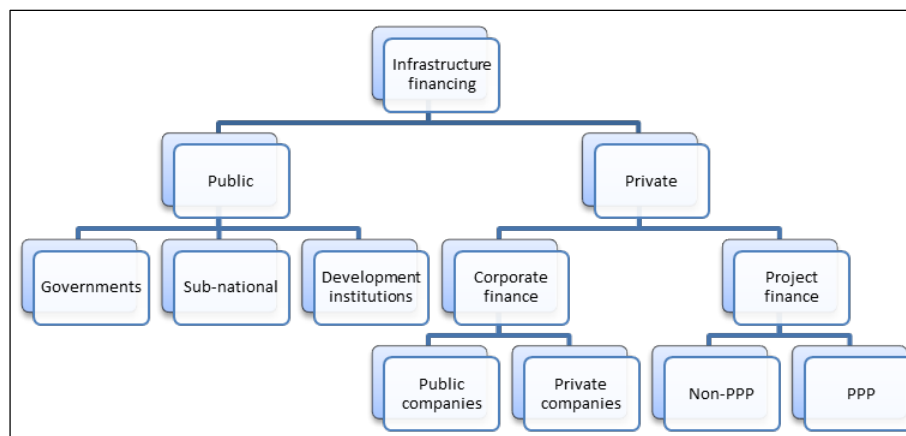 Infrastructure
financing
Public
Private
Governments
Sub-national
Development
institutions
Corporate
finance
Project
finance
Public
companies
Private
companies
Non-PPP
PPP